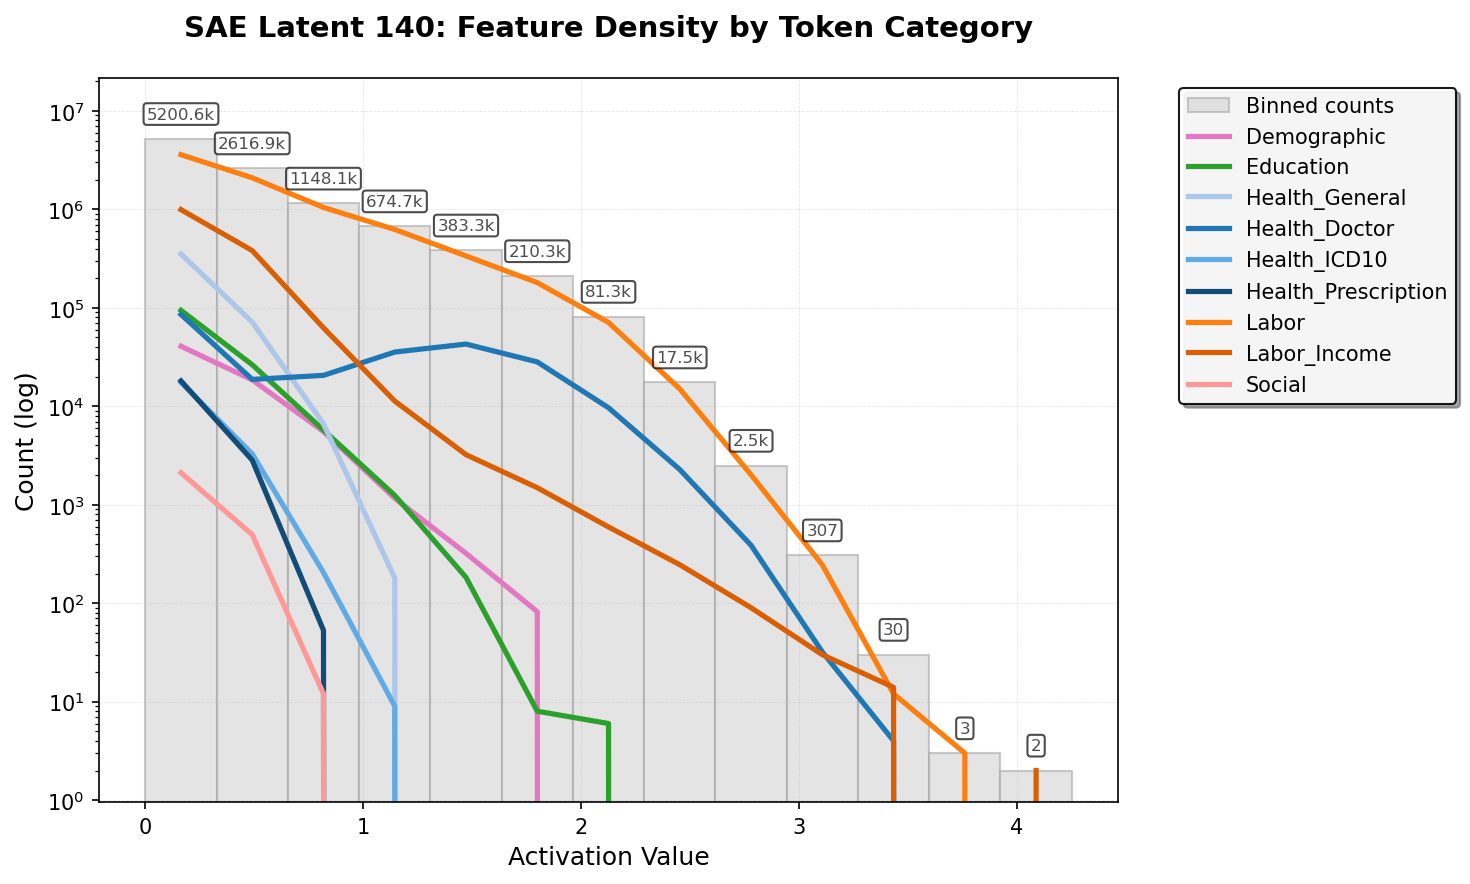 SAE Latent 140: Feature Density by Token Category
Count (log)
10⁷
10⁶
10⁵
10⁴
10³
10²
10¹
10⁰
5200.6k
2616.9k
1148.1k
674.7k
383.3k
210.3k
81.3k
17.5k
2.5k
307
30
3
2
0
1
2
3
4
Activation Value
Binned counts
Demographic
Education
Health_General
Health_Doctor
Health_ICD10
Health_Prescription
Labor
Labor_Income
Social